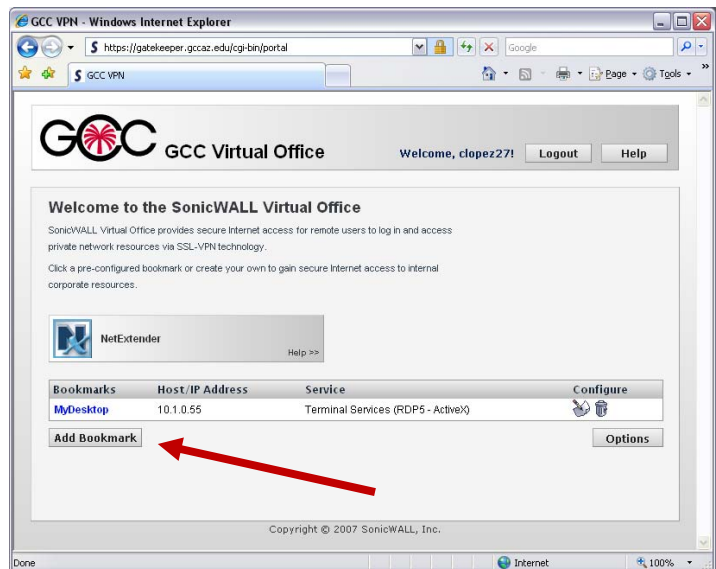 GCC VPN - Windows Internet Explorer
https://gatekeeper.gccaz.edu/cgi-bin/portal
Google
GCC VPN
Page
Tools
GCC GCC Virtual Office Welcome, clopez27! Logout Help
Welcome to the SonicWALL Virtual Office
SonicWALL Virtual Office provides secure Internet access for remote users to log in and access
private network resources via SSL-VPN technology.
Click a pre-configured bookmark or create your own to gain secure Internet access to internal
corporate resources.
NetExtender
Help >>
Bookmarks Host/IP Address Service Configure
MyDesktop 10.1.0.55 Terminal Services (RDP5 - ActiveX)
Add Bookmark Options
Copyright © 2007 SonicWALL, Inc.
Done Internet 100%